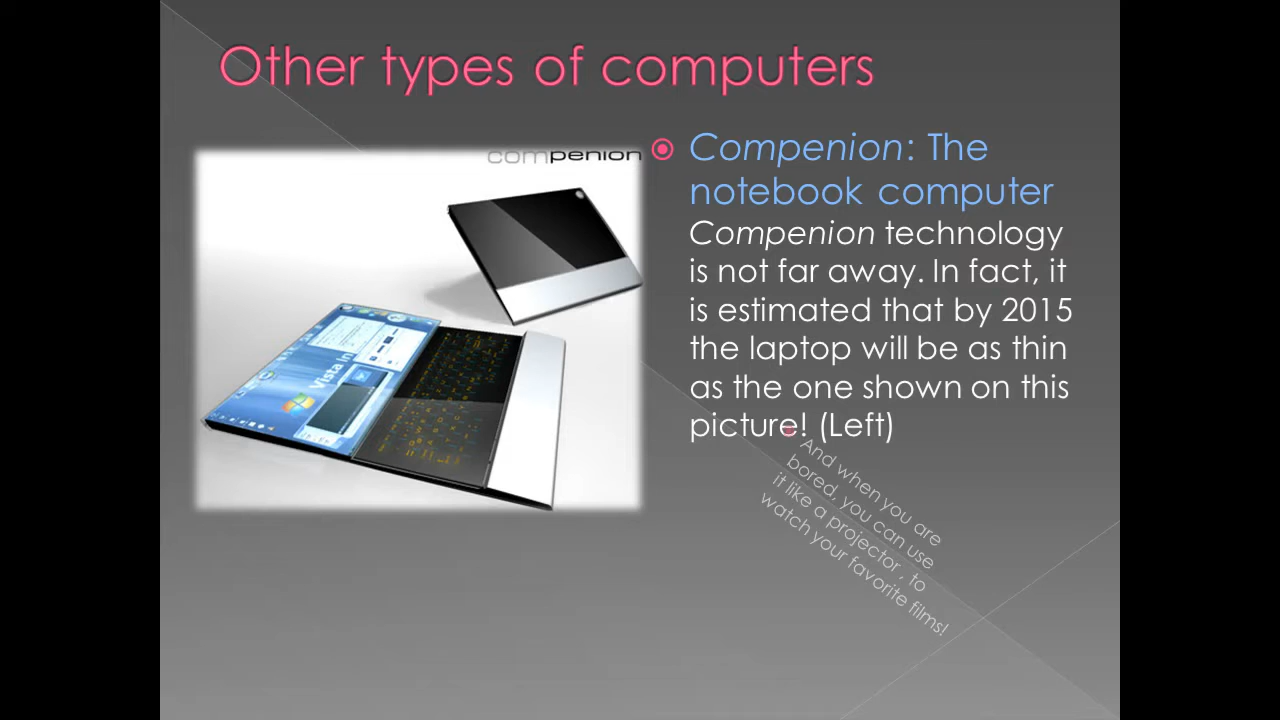 Other types of computers
compenion
Vista In
Compenion: The
notebook computer
Compenion technology
is not far away. In fact, it
is estimated that by 2015
the laptop will be as thin
as the one shown on this
picture! (Left)
And when you are
bored, you can use
it like a projector , to
watch your favorite films!